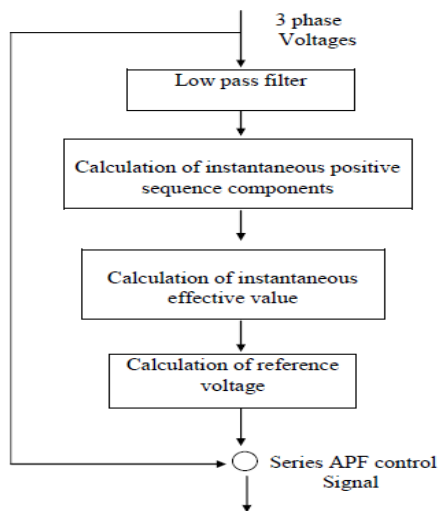 3 phase
Voltages
Low pass filter
Calculation of instantaneous positive
sequence components
Calculation of instantaneous
effective value
Calculation of reference
voltage
Series APF control
Signal